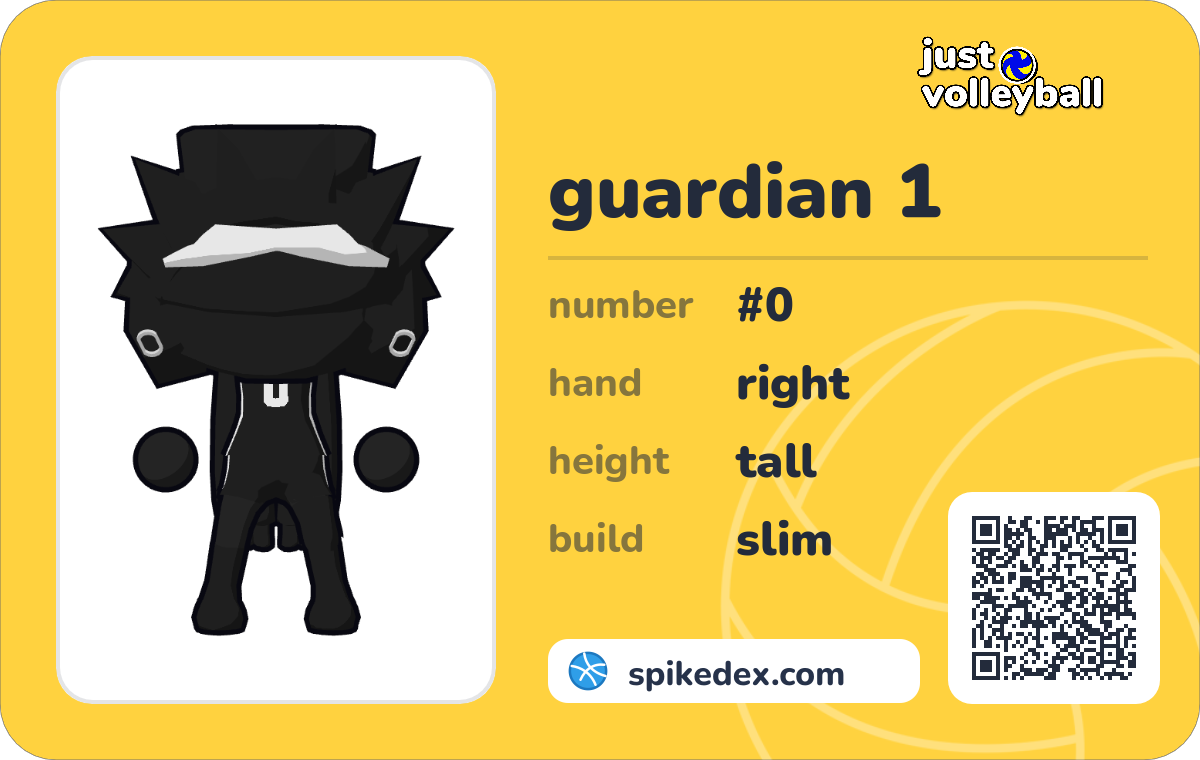 just
volleyball
guardian 1
number #0
hand right
height tall
build slim
spikedex.com